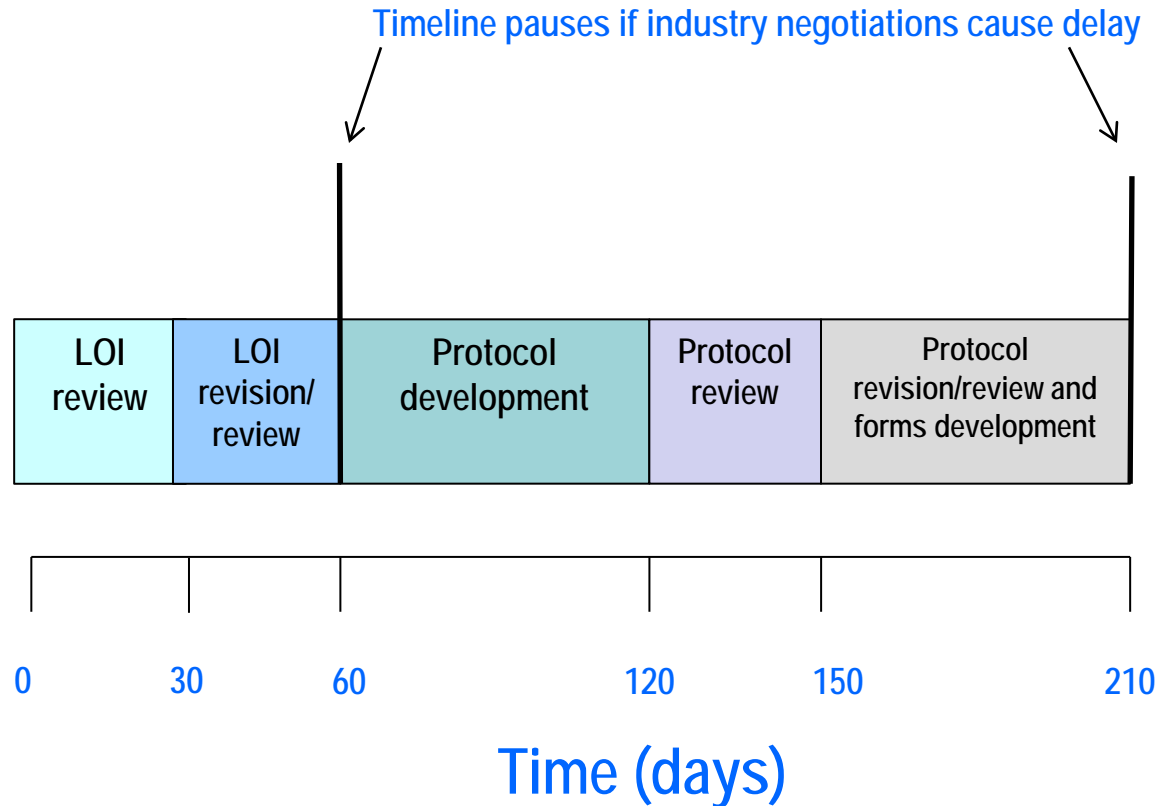 Timeline pauses if industry negotiations cause delay
LOI
review
LOI
revision/
review
Protocol
development
Protocol
review
Protocol
revision/review and
forms development
0
30
60
120
150
210
Time (days)